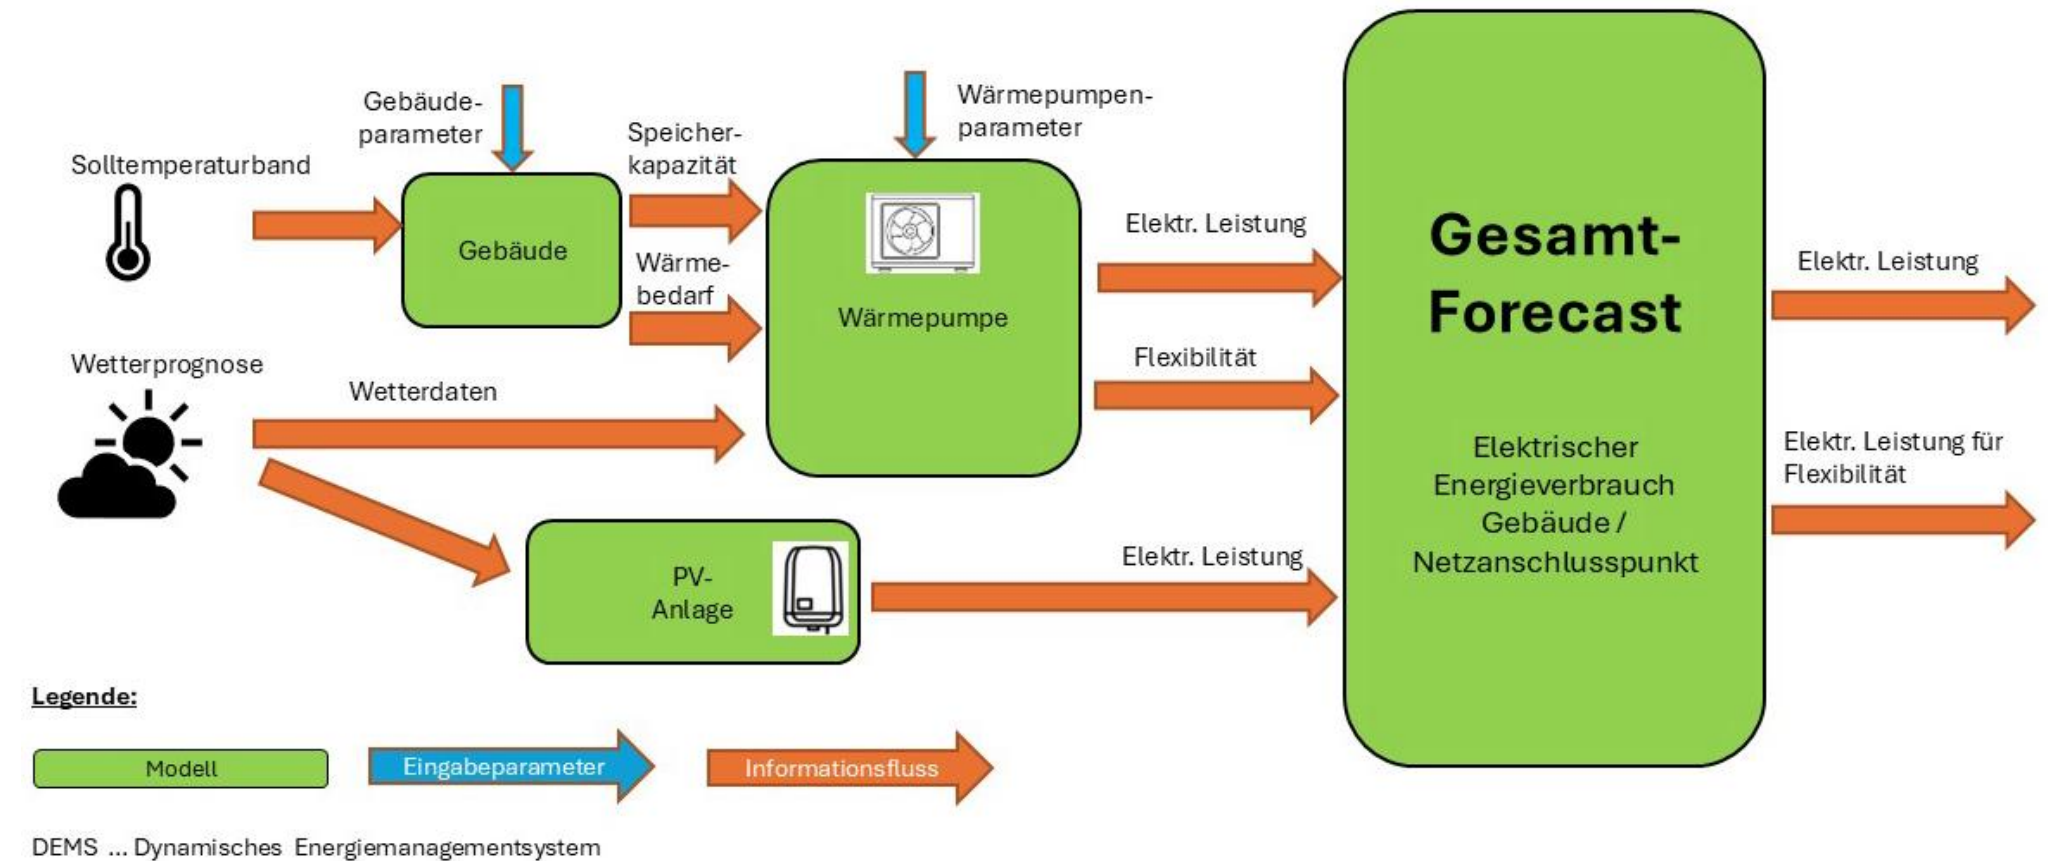 Gebäude-
parameter
Wärmepumpen-
parameter
Solltemperaturband
Speicher-
kapazität
Gebäude
Wärme-
bedarf
Wärmepumpe
Elektr. Leistung
Flexibilität
Wetterprognose
Wetterdaten
PV-
Anlage
Elektr. Leistung
Gesamt-
Forecast
Elektrischer
Energieverbrauch
Gebäude /
Netzanschlusspunkt
Elektr. Leistung
Elektr. Leistung für
Flexibilität
Legende:
Modell
Eingabeparameter
Informationsfluss
DEMS ... Dynamisches Energiemanagementsystem